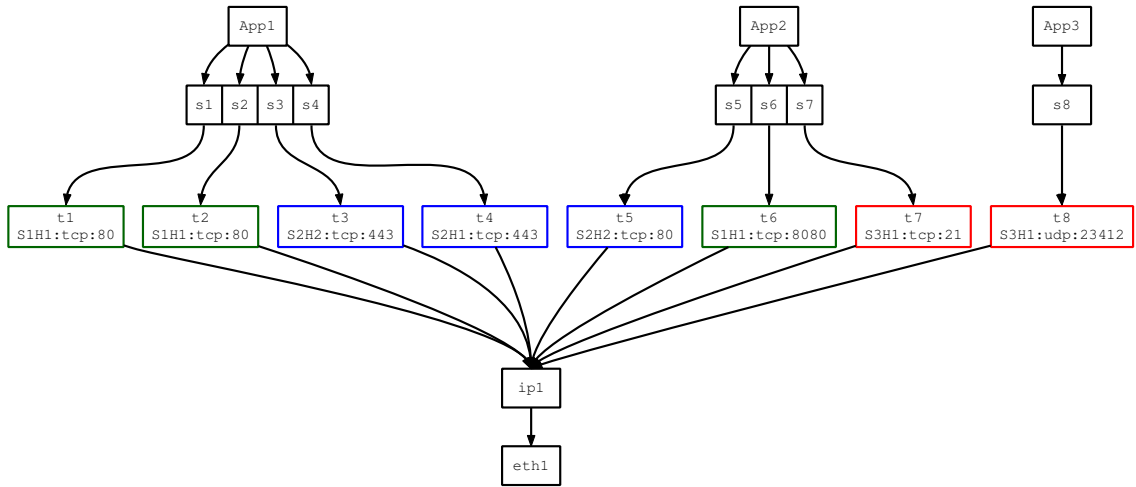 App1
App2
App3
s1 s2 s3 s4
s5 s6 s7
s8
t1
S1H1:tcp:80
t2
S1H1:tcp:80
t3
S2H2:tcp:443
t4
S2H1:tcp:443
t5
S2H2:tcp:80
t6
S1H1:tcp:8080
t7
S3H1:tcp:21
t8
S3H1:udp:23412
ip1
eth1